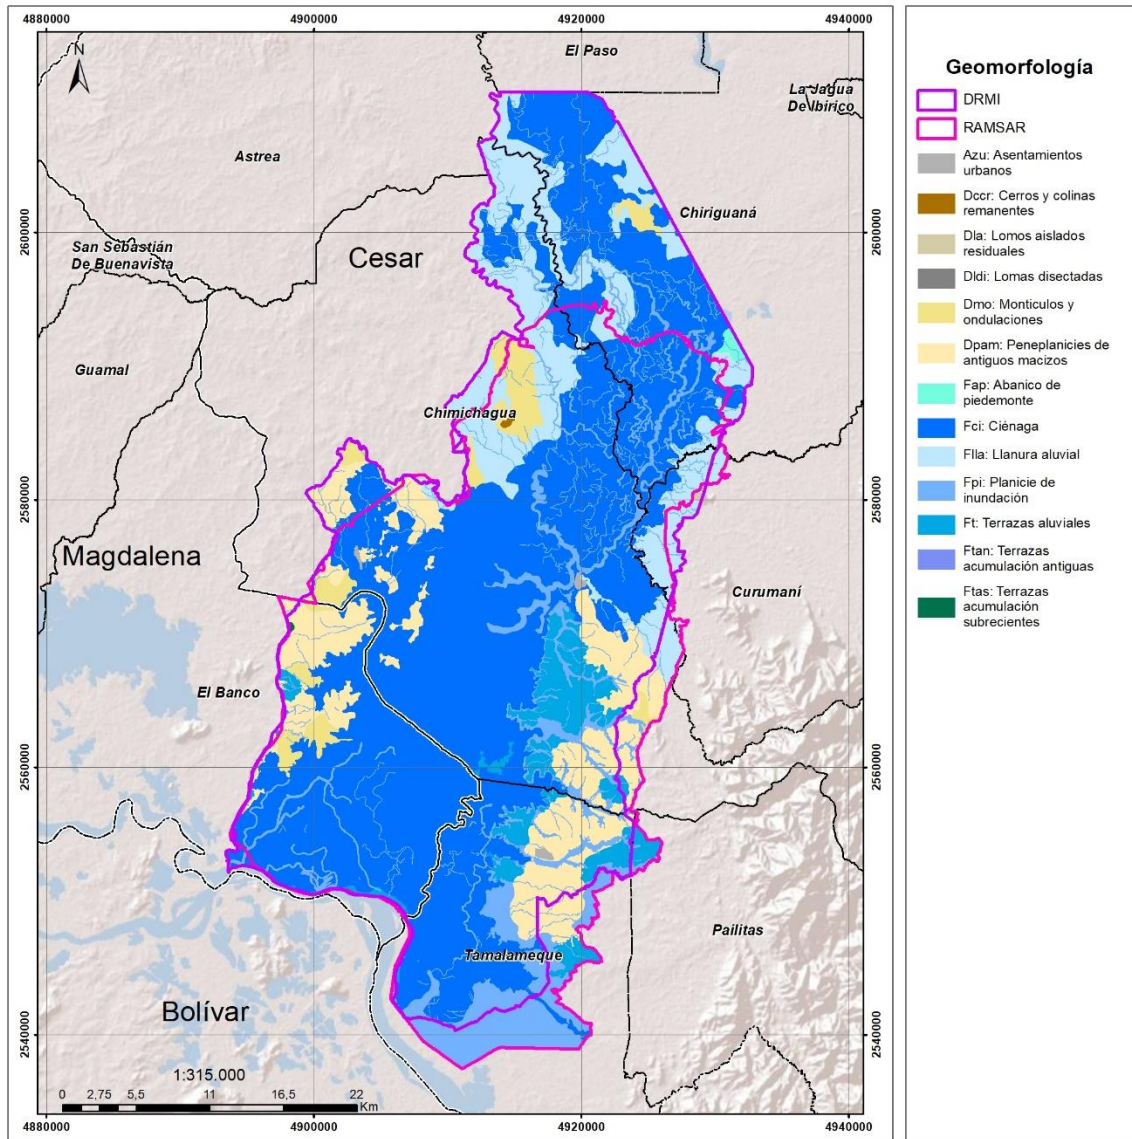 4880000
4900000
4920000
4940000
N
El Paso
La Jagua
De Ibirico
Astrea
Chiriguaná
2600000
2600000
San Sebastián
De Buenavista
Cesar
Guamal
Chimichagua
2580000
2580000
Magdalena
Curumaní
El Banco
2560000
2560000
Pailitas
Tamalameque
Bolívar
2540000
2540000
1:315.000
0 2,75 5,5 11 16,5 22
Km
4880000
4900000
4920000
4940000
Geomorfología
DRMI
RAMSAR
Azu: Asentamientos
urbanos
Dccr: Cerros y colinas
remanentes
Dla: Lomos aislados
residuales
Dldi: Lomas disectadas
Dmo: Monticulos y
ondulaciones
Dpam: Peneplanicies de
antiguos macizos
Fap: Abanico de
piedemonte
Fci: Ciénaga
Flla: Llanura aluvial
Fpi: Planicie de
inundación
Ft: Terrazas aluviales
Ftan: Terrazas
acumulación antiguas
Ftas: Terrazas
acumulación
subrecientes